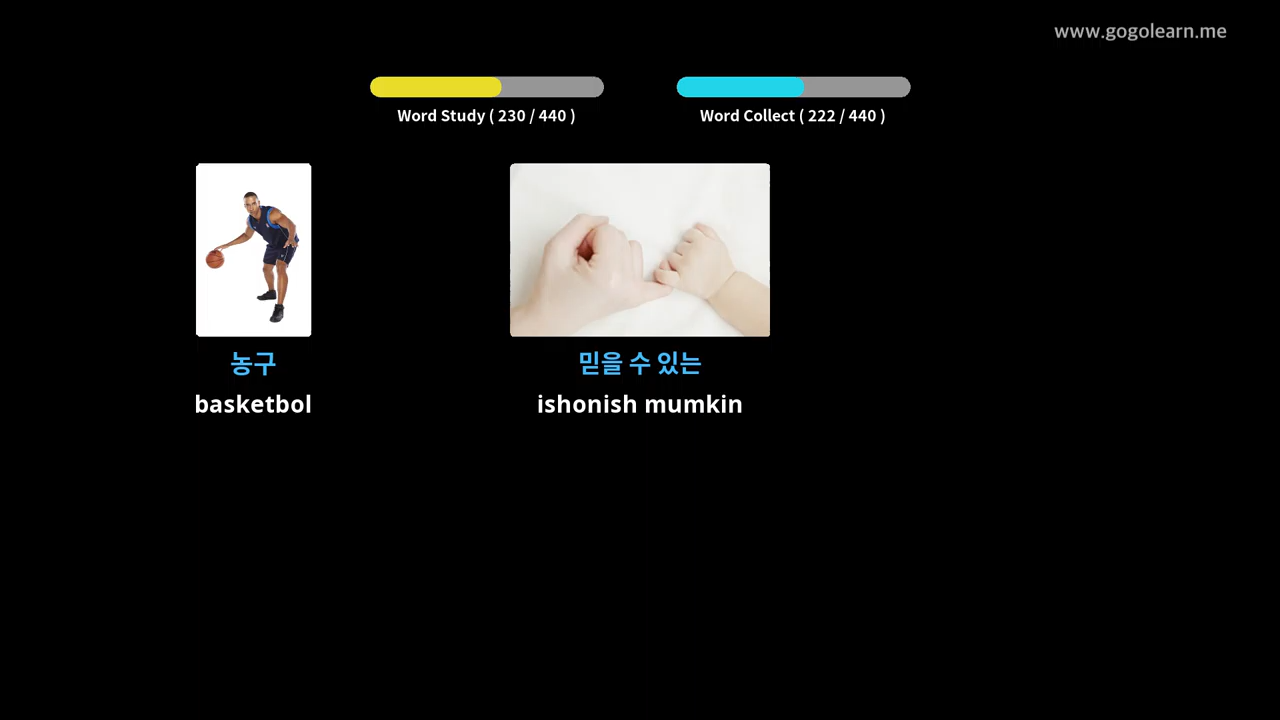 www.gogolearn.me
Word Study ( 230 / 440 )
Word Collect ( 222 / 440 )
농구
basketbol
믿을 수 있는
ishonish mumkin